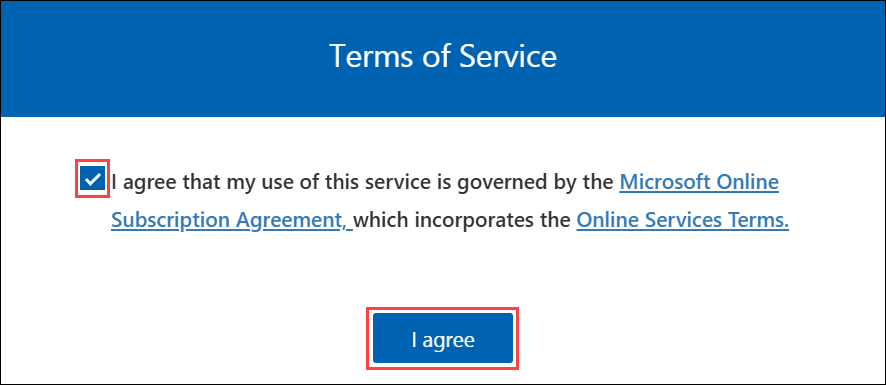 Terms of Service
I agree that my use of this service is governed by the Microsoft Online
Subscription Agreement, which incorporates the Online Services Terms.
I agree